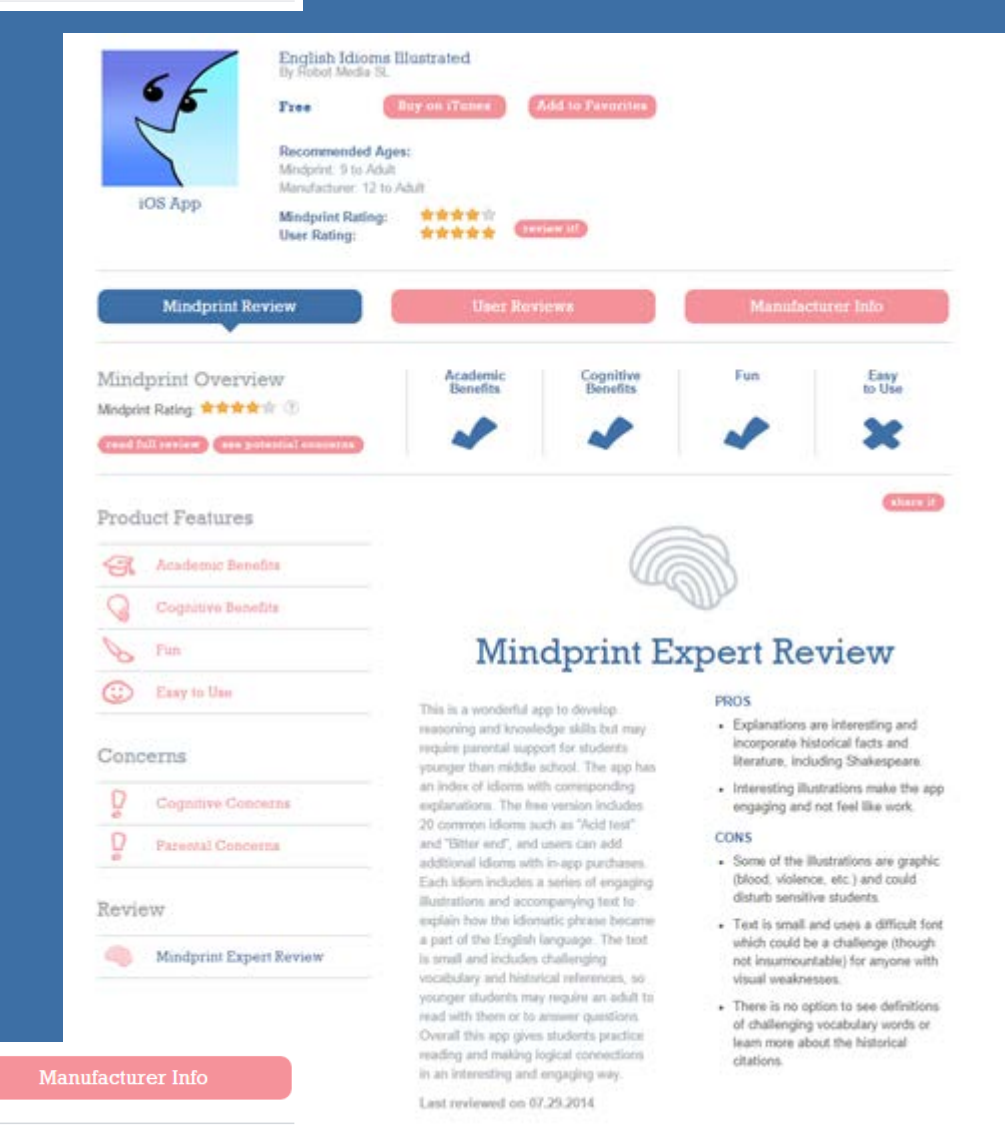 English Idioms Illustrated
By Robot Media SL
Free
Buy on iTunes
Add to Favorites
Recommended Ages:
Mindprint: 9 to Adult
Manufacturer: 12 to Adult
iOS App
Mindprint Rating:
review it!
User Rating:
Mindprint Review
User Reviews
Manufacturer Info
Mindprint Overview
Mindprint Rating:
?
read full review
see potential concerns
Academic
Benefits
Cognitive
Benefits
Fun
Easy
to Use
share it
Product Features
Academic Benefits
Cognitive Benefits
Fun
Easy to Use
Concerns
Cognitive Concerns
Parental Concerns
Review
Mindprint Expert Review
Mindprint Expert Review
This is a wonderful app to develop
reasoning and knowledge skills but may
require parental support for students
younger than middle school. The app has
an index of idioms with corresponding
explanations. The free version includes
20 common idioms such as "Acid test"
and "Bitter end", and users can add
additional idioms with in-app purchases.
Each idiom includes a series of engaging
illustrations and accompanying text to
explain how the idiomatic phrase became
a part of the English language. The text
is small and includes challenging
vocabulary and historical references, so
younger students may require an adult to
read with them or to answer questions.
Overall this app gives students practice
reading and making logical connections
in an interesting and engaging way.
Last reviewed on 07.29.2014
PROS
• Explanations are interesting and
incorporate historical facts and
literature, including Shakespeare.
• Interesting illustrations make the app
engaging and not feel like work.
CONS
• Some of the illustrations are graphic
(blood, violence, etc.) and could
disturb sensitive students.
• Text is small and uses a difficult font
which could be a challenge (though
not insurmountable) for anyone with
visual weaknesses.
• There is no option to see definitions
of challenging vocabulary words or
learn more about the historical
citations.
Manufacturer Info